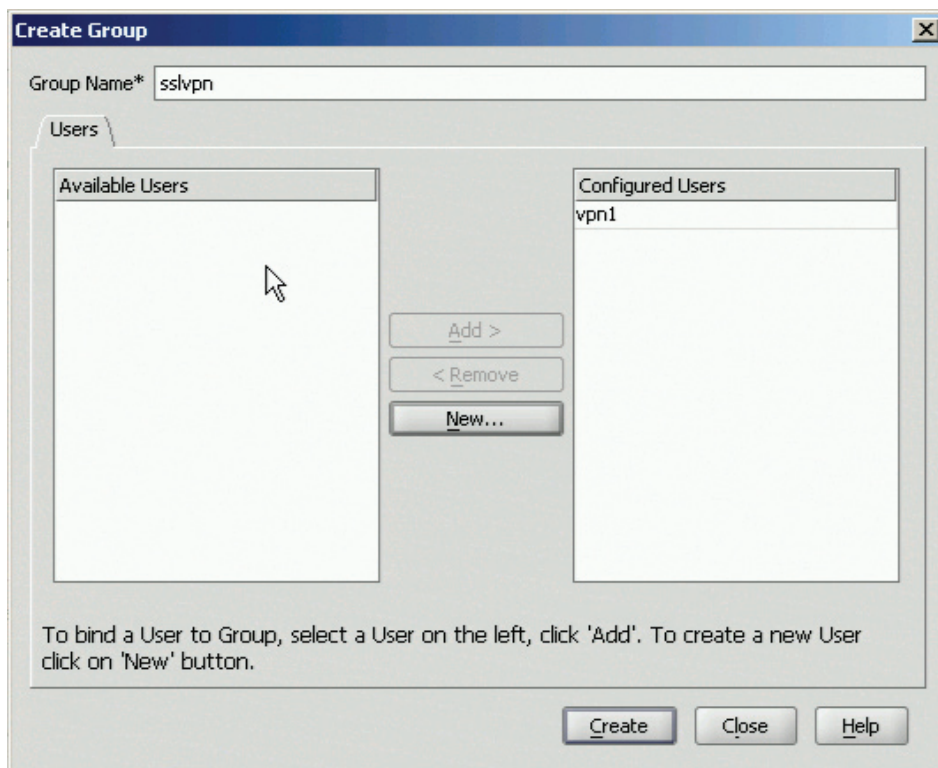 Create Group
Group Name* sslvpn
Users
Available Users
Configured Users
vpn1
Add >
< Remove
New...
To bind a User to Group, select a User on the left, click 'Add'. To create a new User
click on 'New' button.
Create Close Help